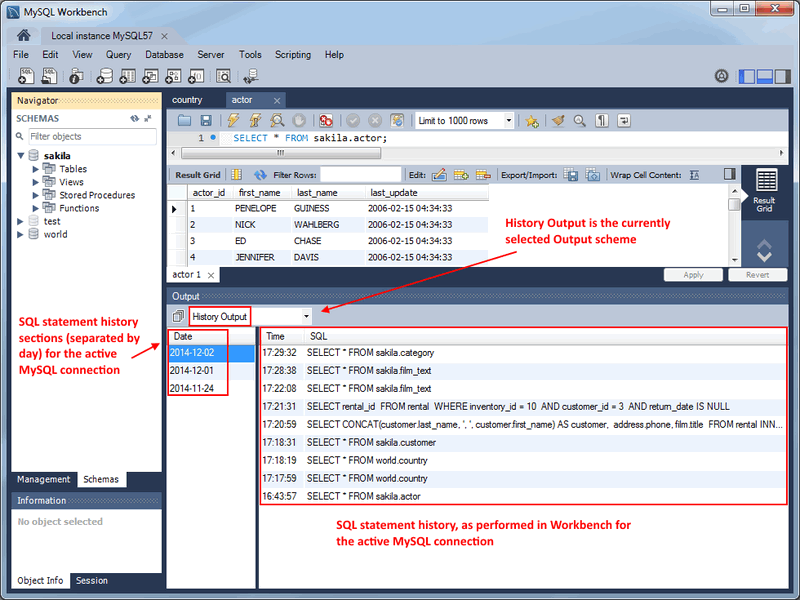 MySQL Workbench
Local instance MySQL57
File Edit View Query Database Server Tools Scripting Help
Navigator
SCHEMAS
Filter objects
sakila
Tables
Views
Stored Procedures
Functions
test
world
country actor
Limit to 1000 rows
1 SELECT * FROM sakila.actor;
Result Grid Filter Rows: Edit: Export/Import: Wrap Cell Content:
actor_id first_name last_name last_update
1 PENELOPE GUINESS 2006-02-15 04:34:33
2 NICK WAHLBERG 2006-02-15 04:34:33
3 ED CHASE 2006-02-15 04:34:33
4 JENNIFER DAVIS 2006-02-15 04:34:33
Result
Grid
History Output is the currently
selected Output scheme
actor 1
Apply Revert
Output
History Output
SQL statement history
sections (separated by
day) for the active
MySQL connection
Date
2014-12-02
2014-12-01
2014-11-24
Time SQL
17:29:32 SELECT * FROM sakila.category
17:28:38 SELECT * FROM sakila.film_text
17:22:08 SELECT * FROM sakila.film_text
17:21:31 SELECT rental_id FROM rental WHERE inventory_id = 10 AND customer_id = 3 AND return_date IS NULL
17:20:59 SELECT CONCAT(customer.last_name, ', ', customer.first_name) AS customer, address.phone, film.title FROM rental INN...
17:18:31 SELECT * FROM sakila.customer
17:18:19 SELECT * FROM world.country
17:17:59 SELECT * FROM world.country
16:43:57 SELECT * FROM sakila.actor
SQL statement history, as performed in Workbench for
the active MySQL connection
Management Schemas
Information
No object selected
Object Info Session